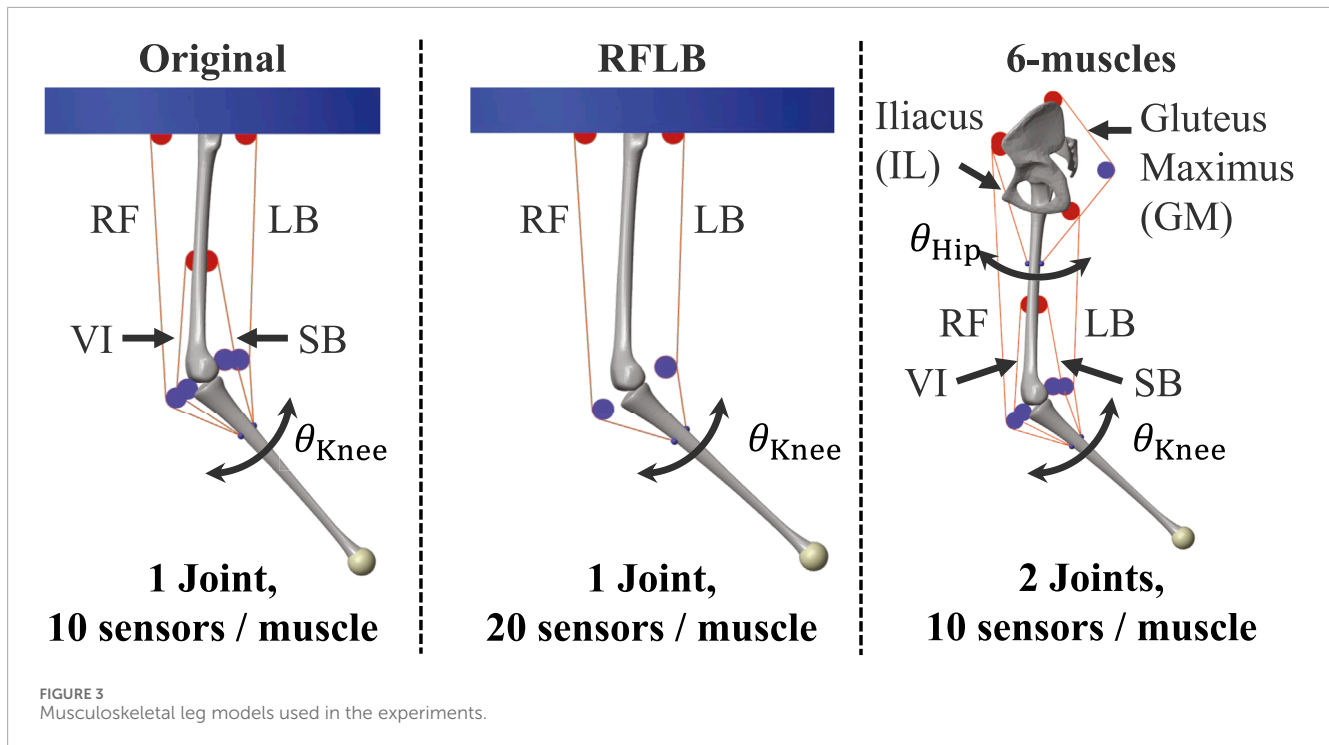 Original
RF
LB
VI
SB
θKnee
1 Joint,
10 sensors / muscle
RFLB
RF
LB
θKnee
1 Joint,
20 sensors / muscle
6-muscles
Iliacus
(IL)
Gluteus
Maximus
(GM)
θHip
RF
LB
VI
SB
θKnee
2 Joints,
10 sensors / muscle
FIGURE 3
Musculoskeletal leg models used in the experiments.